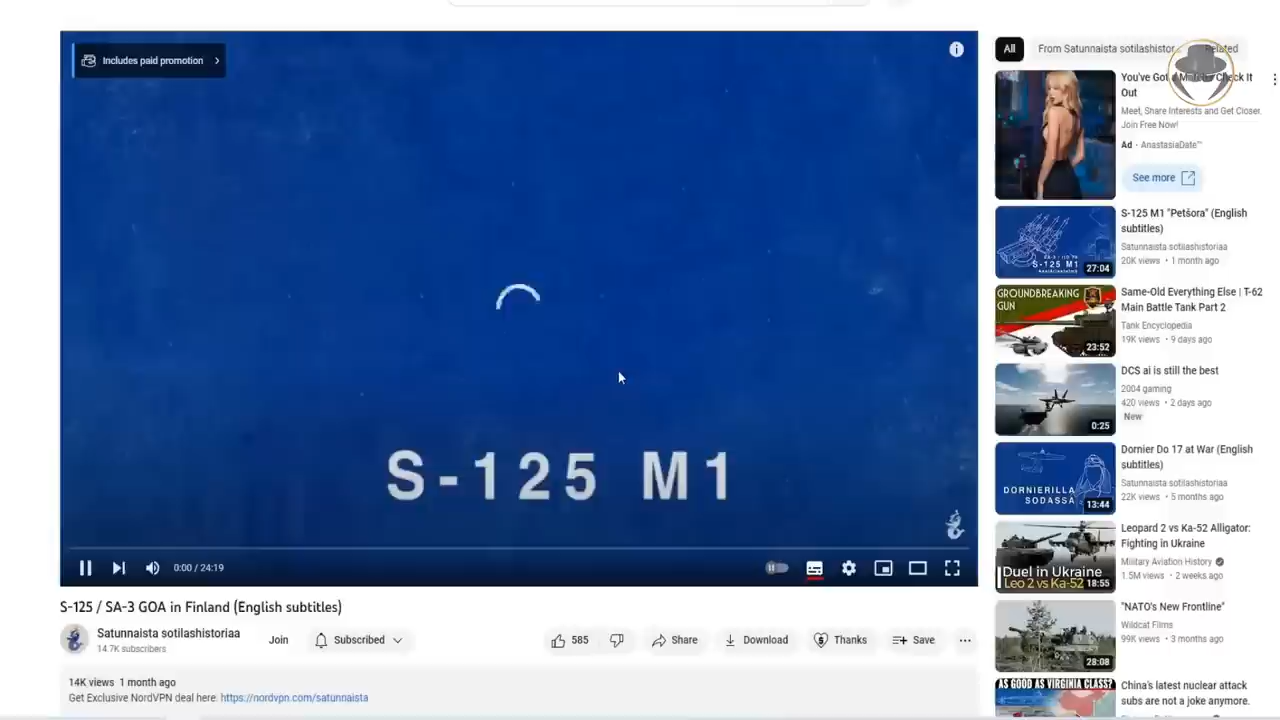 Includes paid promotion
S-125 M1
0:00 / 24:19
S-125 / SA-3 GOA in Finland (English subtitles)
Satunnaista sotilashistoriaa
14.7K subscribers
Join
Subscribed
585
Share
Download
Thanks
Save
14K views 1 month ago
Get Exclusive NordVPN deal here: https://nordvpn.com/satunnaista
All
From Satunnaista sotilashistor...
Related
You've Got a Check It
Out
Meet, Share Interests and Get Closer.
Join Free Now!
Ad · AnastasiaDate™
See more
S-125 M1
27:04
S-125 M1 "Petšora" (English
subtitles)
Satunnaista sotilashistoriaa
20K views · 1 month ago
GROUNDBREAKING
GUN
23:52
Same-Old Everything Else | T-62
Main Battle Tank Part 2
Tank Encyclopedia
19K views · 9 days ago
0:25
DCS ai is still the best
2004 gaming
420 views · 2 days ago
New
DORNIERILLA
SODASSA
13:44
Dornier Do 17 at War (English
subtitles)
Satunnaista sotilashistoriaa
22K views · 5 months ago
Duel in Ukraine
Leo 2 vs Ka-52
18:55
Leopard 2 vs Ka-52 Alligator:
Fighting in Ukraine
Military Aviation History
1.5M views · 2 weeks ago
28:08
"NATO's New Frontline"
Wildcat Films
99K views · 3 months ago
AS GOOD AS VIRGINIA CLASS?
China's latest nuclear attack
subs are not a joke anymore.